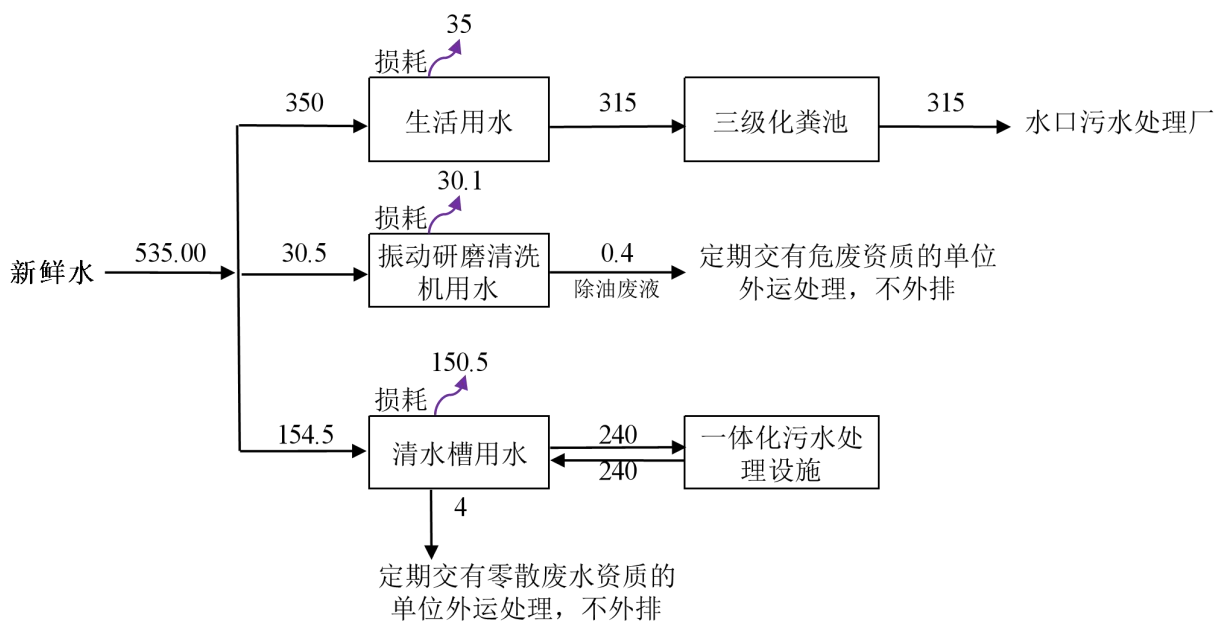 35
损耗
350
生活用水
315
三级化粪池
315
水口污水处理厂
30.1
损耗
新鲜水
535.00
30.5
振动研磨清洗
机用水
0.4
除油废液
定期交有危废资质的单位
外运处理，不外排
150.5
损耗
154.5
清水槽用水
240
240
一体化污水处
理设施
4
定期交有零散废水资质的
单位外运处理，不外排